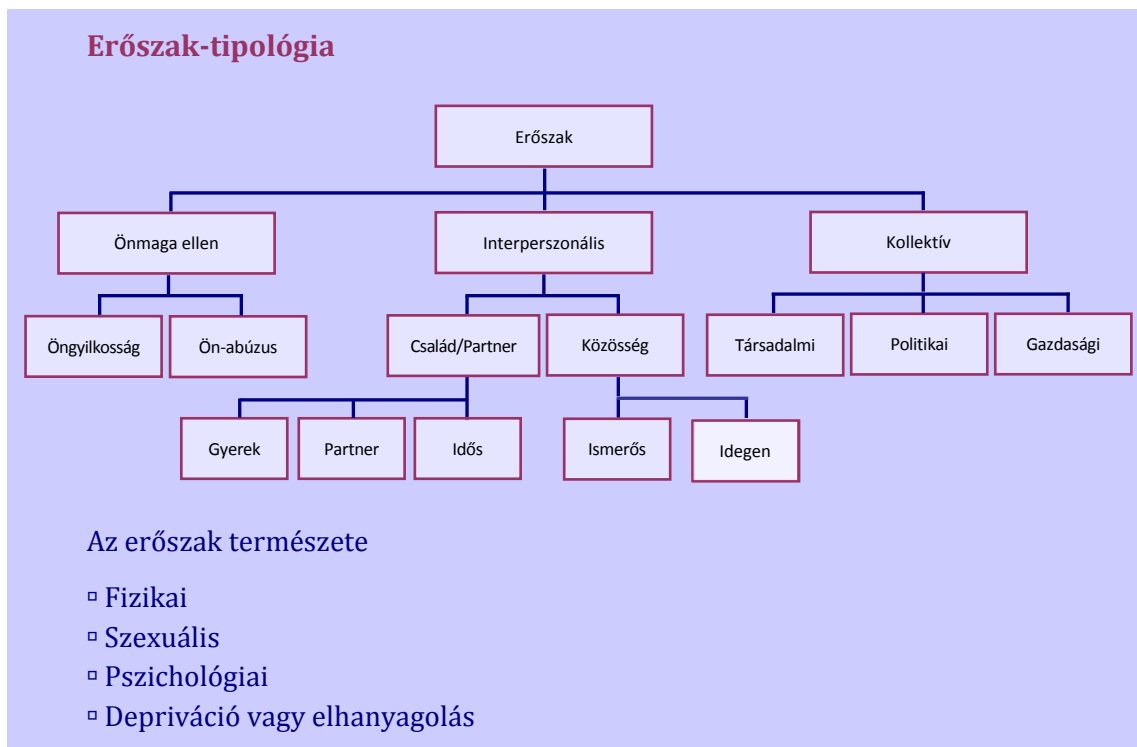 Erőszak-tipológia
Erőszak
Önmaga ellen
Interperszonális
Kollektív
Öngyilkosság
Ön-abúzus
Család/Partner
Közösség
Társadalmi
Politikai
Gazdasági
Gyerek
Partner
Idős
Ismerős
Idegen
Az erőszak természete
▫ Fizikai
▫ Szexuális
▫ Pszichológiai
▫ Depriváció vagy elhanyagolás